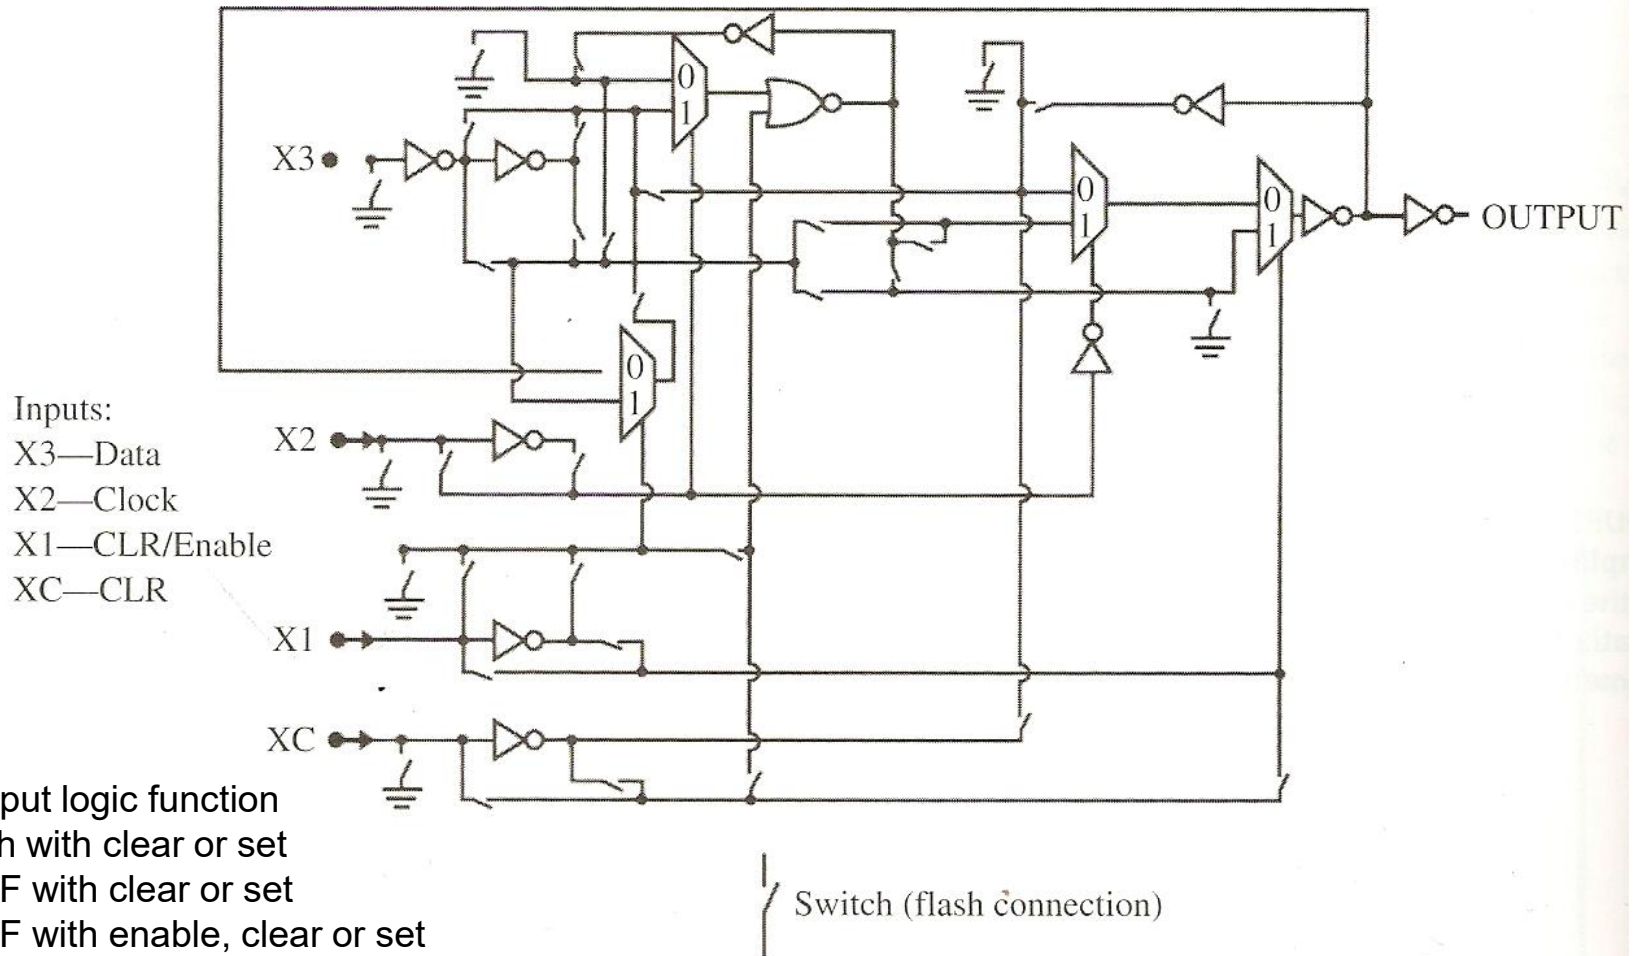 0
1
X3
0
1
0
1
OUTPUT
0
1
Inputs:
X3—Data
X2—Clock
X1—CLR/Enable
XC—CLR
X2
X1
XC
put logic function
with clear or set
F with clear or set
F with enable, clear or set
Switch (flash connection)